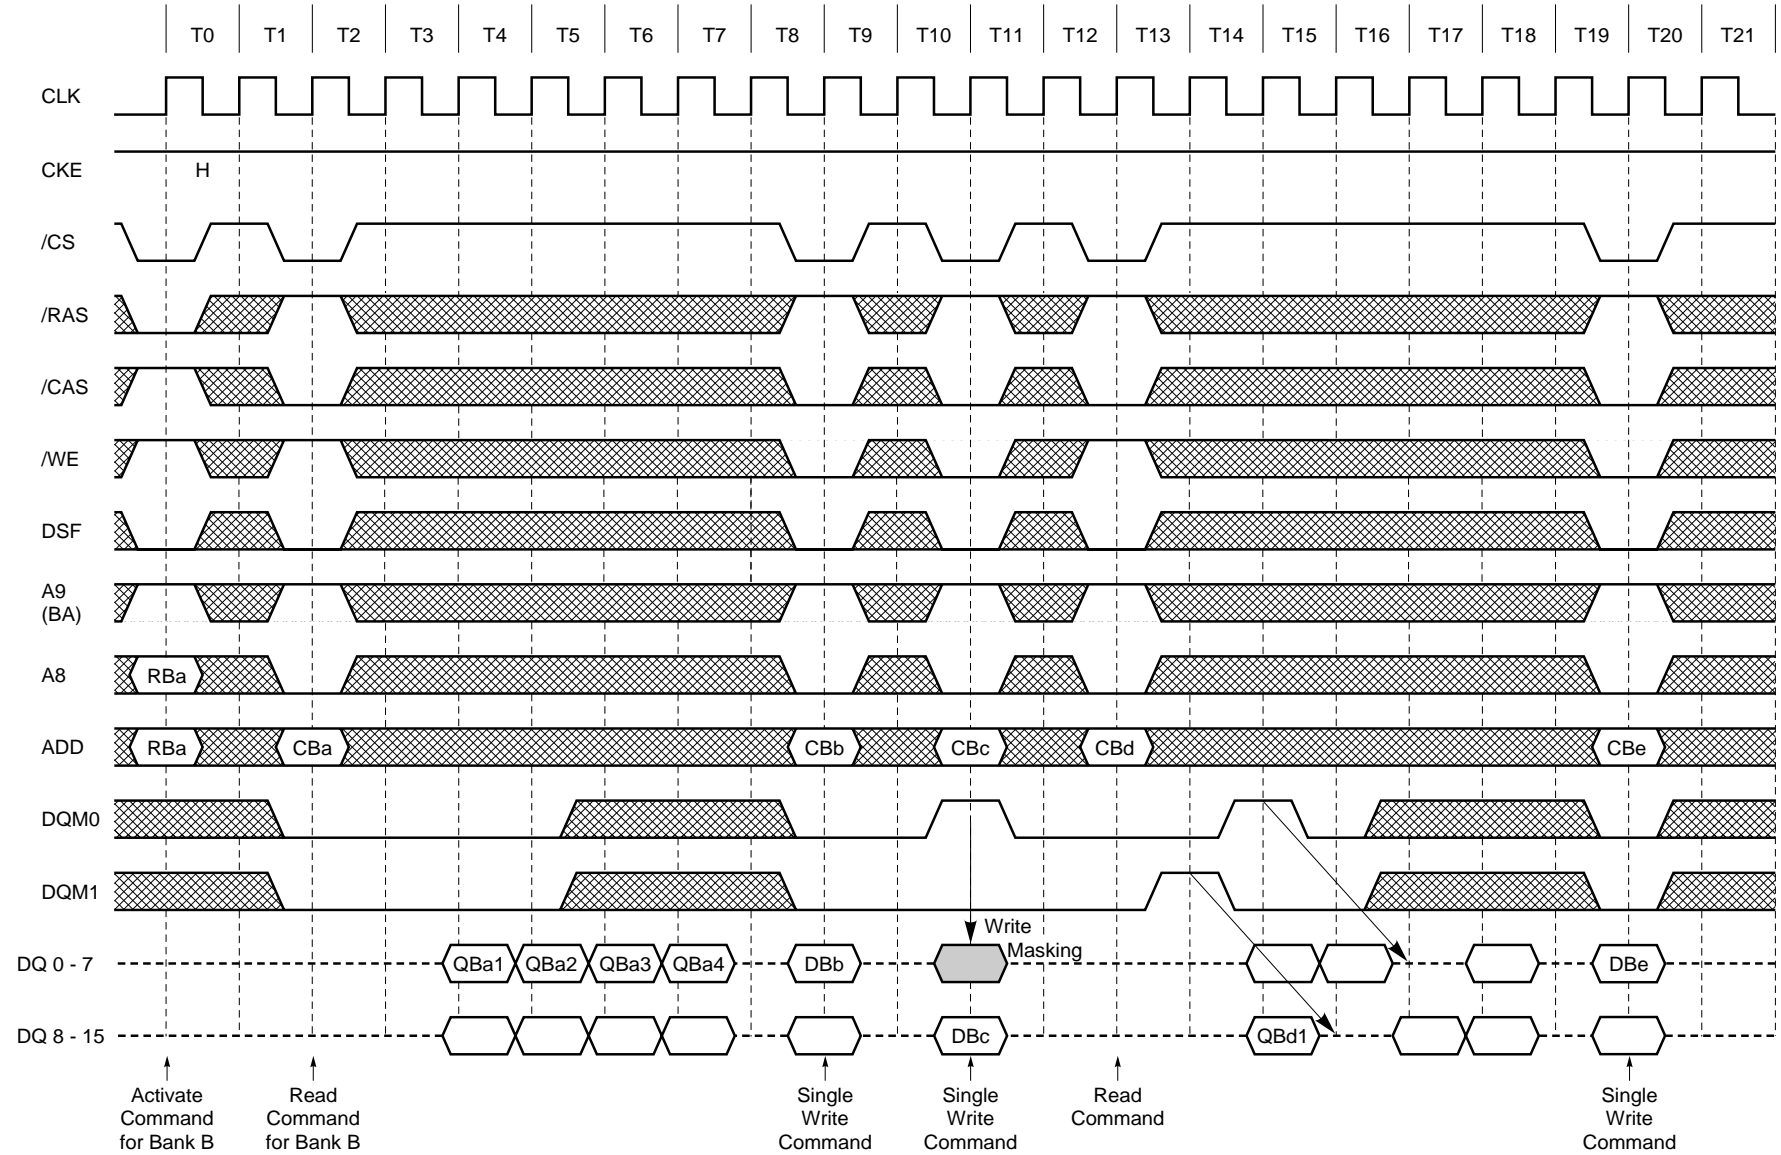 T0 T1 T2 T3 T4 T5 T6 T7 T8 T9 T10 T11 T12 T13 T14 T15 T16 T17 T18 T19 T20 T21
CLK
CKE H
/CS
/RAS
/CAS
/WE
DSF
A9
(BA)
A8 RBa
ADD RBa CBa CBb CBc CBd CBe
DQM0
DQM1
Write
Masking
DQ 0 - 7 QBa1 QBa2 QBa3 QBa4 DBb DBe
DQ 8 - 15 DBc QBd1
Activate
Command
for Bank B
Read
Command
for Bank B
Single
Write
Command
Single
Write
Command
Read
Command
Single
Write
Command